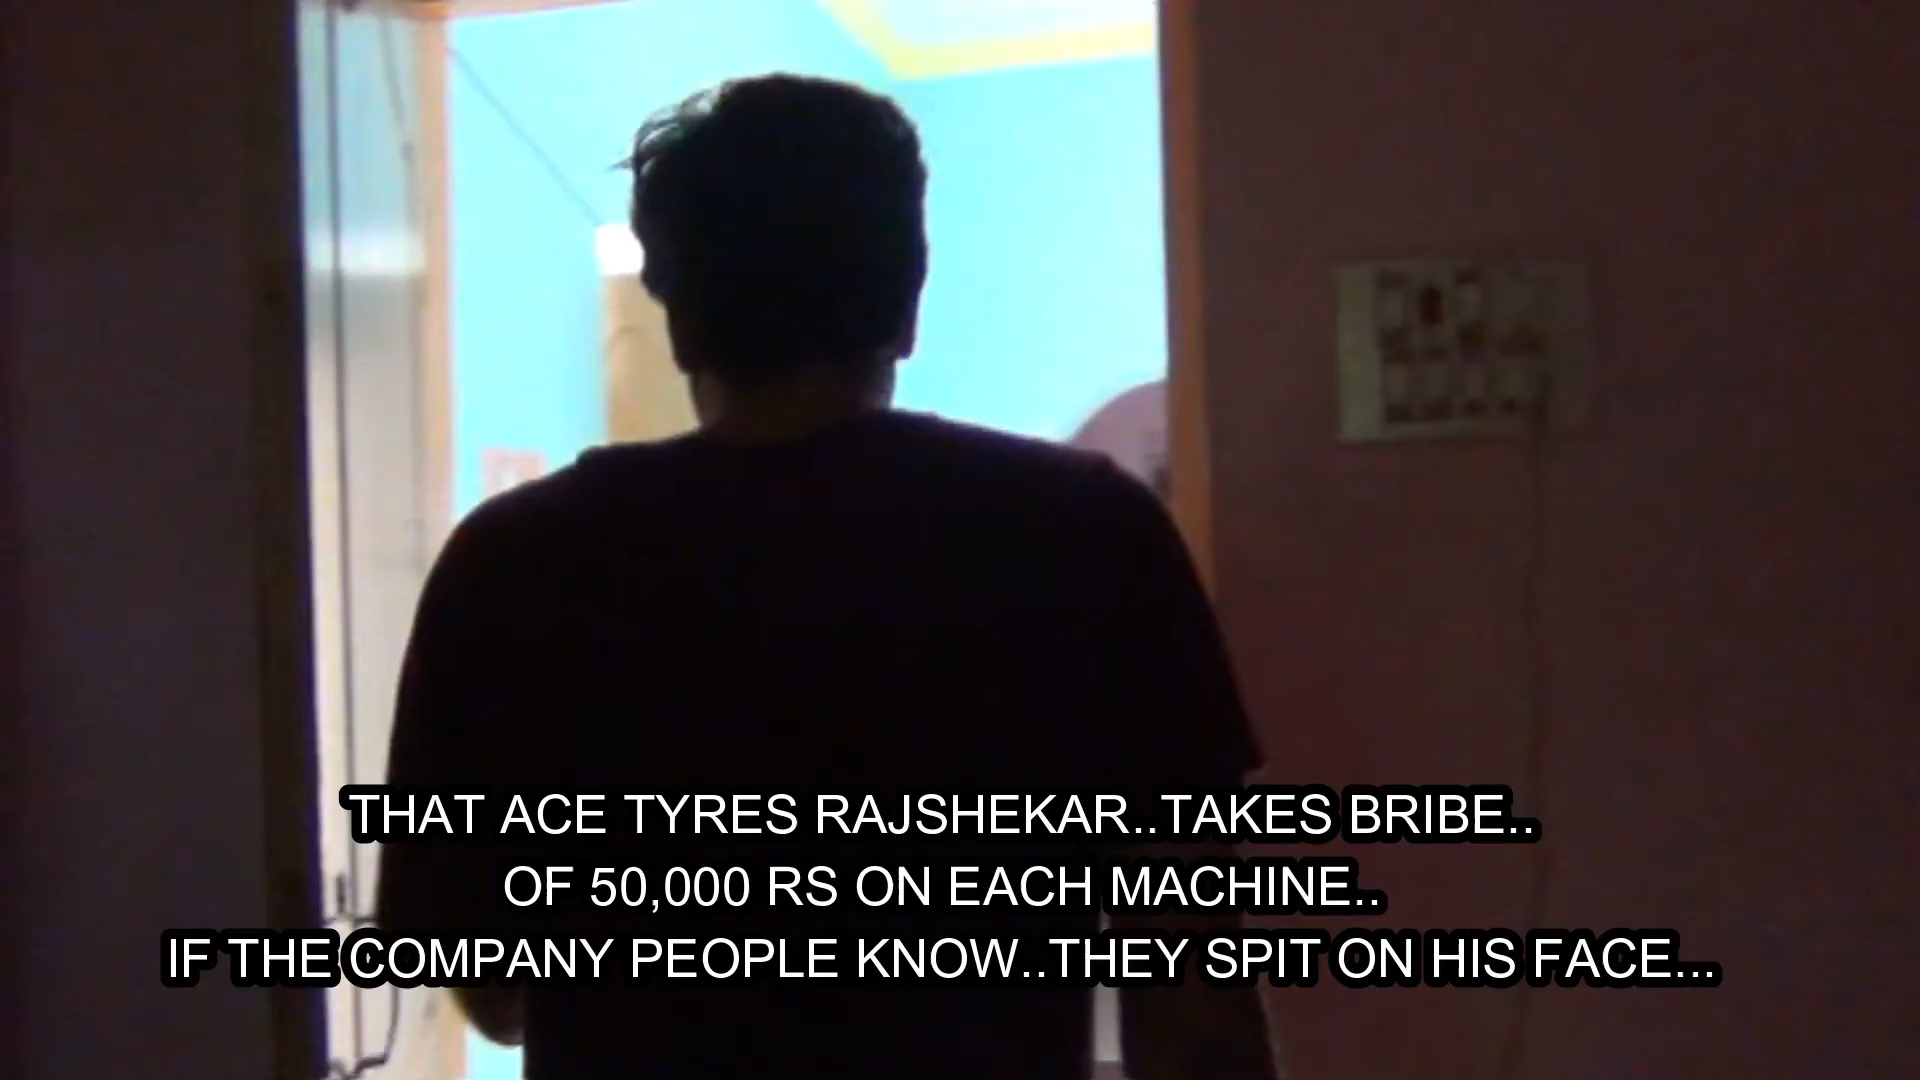 THAT ACE TYRES RAJSHEKAR..TAKES BRIBE..
OF 50,000 RS ON EACH MACHINE..
IF THE COMPANY PEOPLE KNOW..THEY SPIT ON HIS FACE...